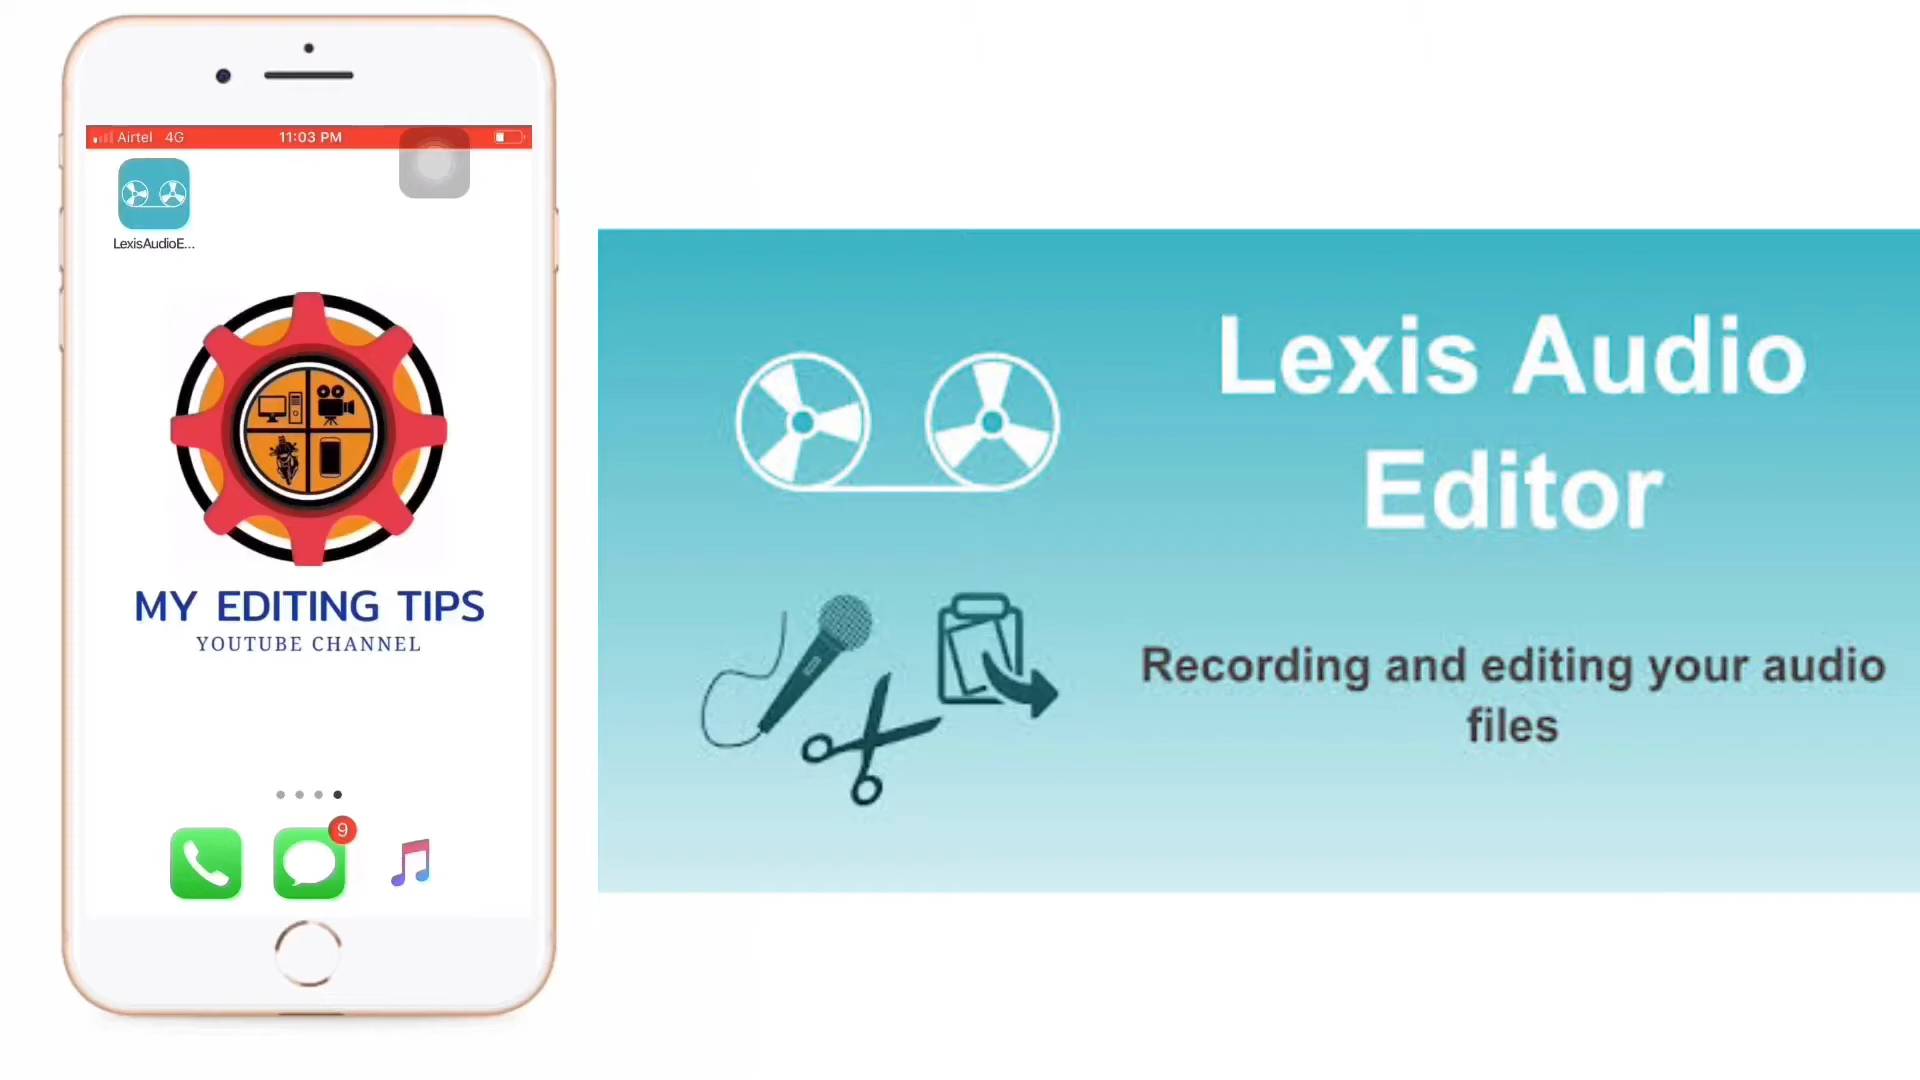 Airtel 4G 11:03 PM
LexisAudioE...
MY EDITING TIPS
YOUTUBE CHANNEL
9
Lexis Audio
Editor
Recording and editing your audio
files